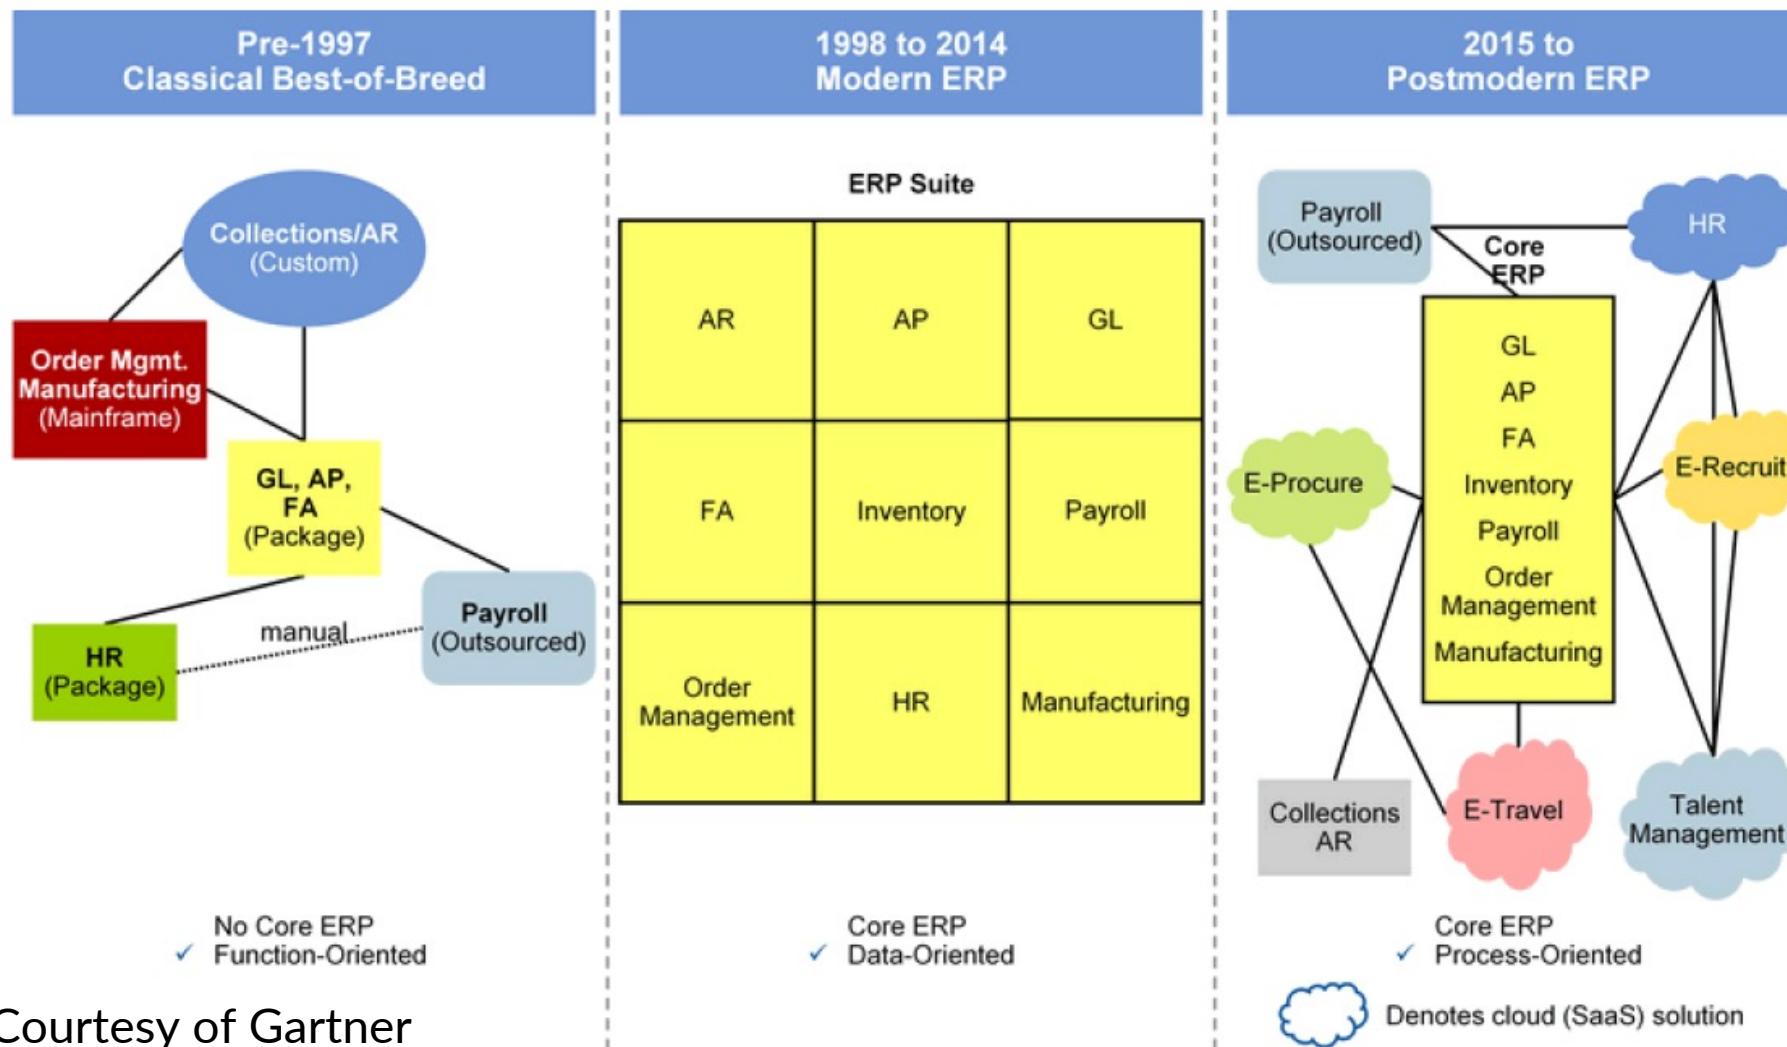 Pre-1997
Classical Best-of-Breed
Collections/AR
(Custom)
Order Mgmt.
Manufacturing
(Mainframe)
GL, AP,
FA
(Package)
HR
(Package)
manual
Payroll
(Outsourced)
No Core ERP
✓ Function-Oriented
1998 to 2014
Modern ERP
ERP Suite
AR
AP
GL
FA
Inventory
Payroll
Order
Management
HR
Manufacturing
Core ERP
✓ Data-Oriented
2015 to
Postmodern ERP
Payroll
(Outsourced)
HR
Core
ERP
GL
AP
FA
Inventory
Payroll
Order
Management
Manufacturing
E-Procure
E-Recruit
Collections
AR
E-Travel
Talent
Management
Core ERP
✓ Process-Oriented
Denotes cloud (SaaS) solution
Courtesy of Gartner